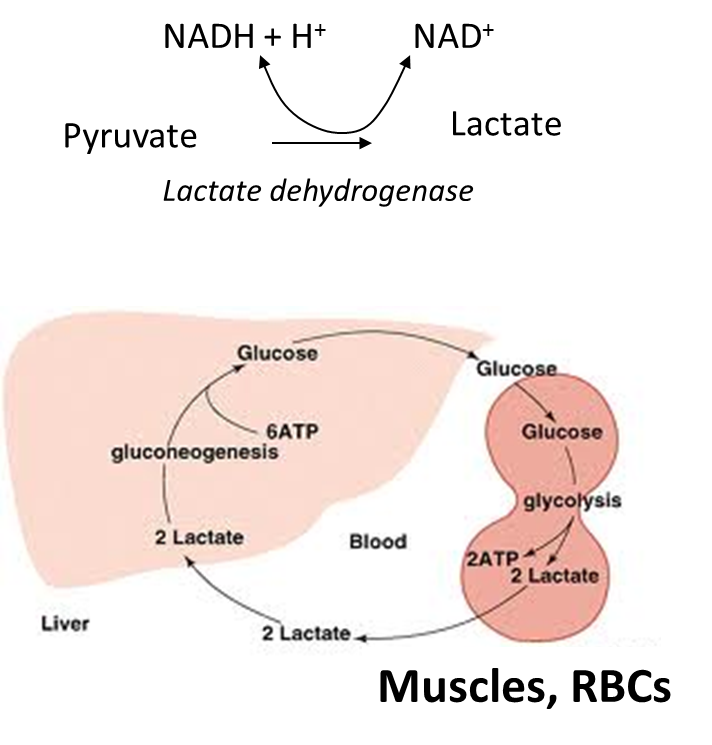 NADH + H⁺ NAD⁺
Pyruvate Lactate
Lactate dehydrogenase
Glucose
Glucose
6ATP
Glucose
gluconeogenesis
glycolysis
2 Lactate
Blood
2ATP
2 Lactate
Liver
2 Lactate
Muscles, RBCs